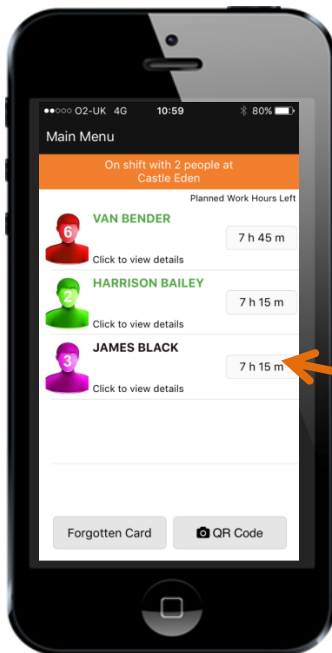 O2-UK 4G 10:59 80%
Main Menu
On shift with 2 people at
Castle Eden
Planned Work Hours Left
6
VAN BENDER
7 h 45 m
Click to view details
2
HARRISON BAILEY
7 h 15 m
Click to view details
3
JAMES BLACK
7 h 15 m
Click to view details
Forgotten Card
QR Code